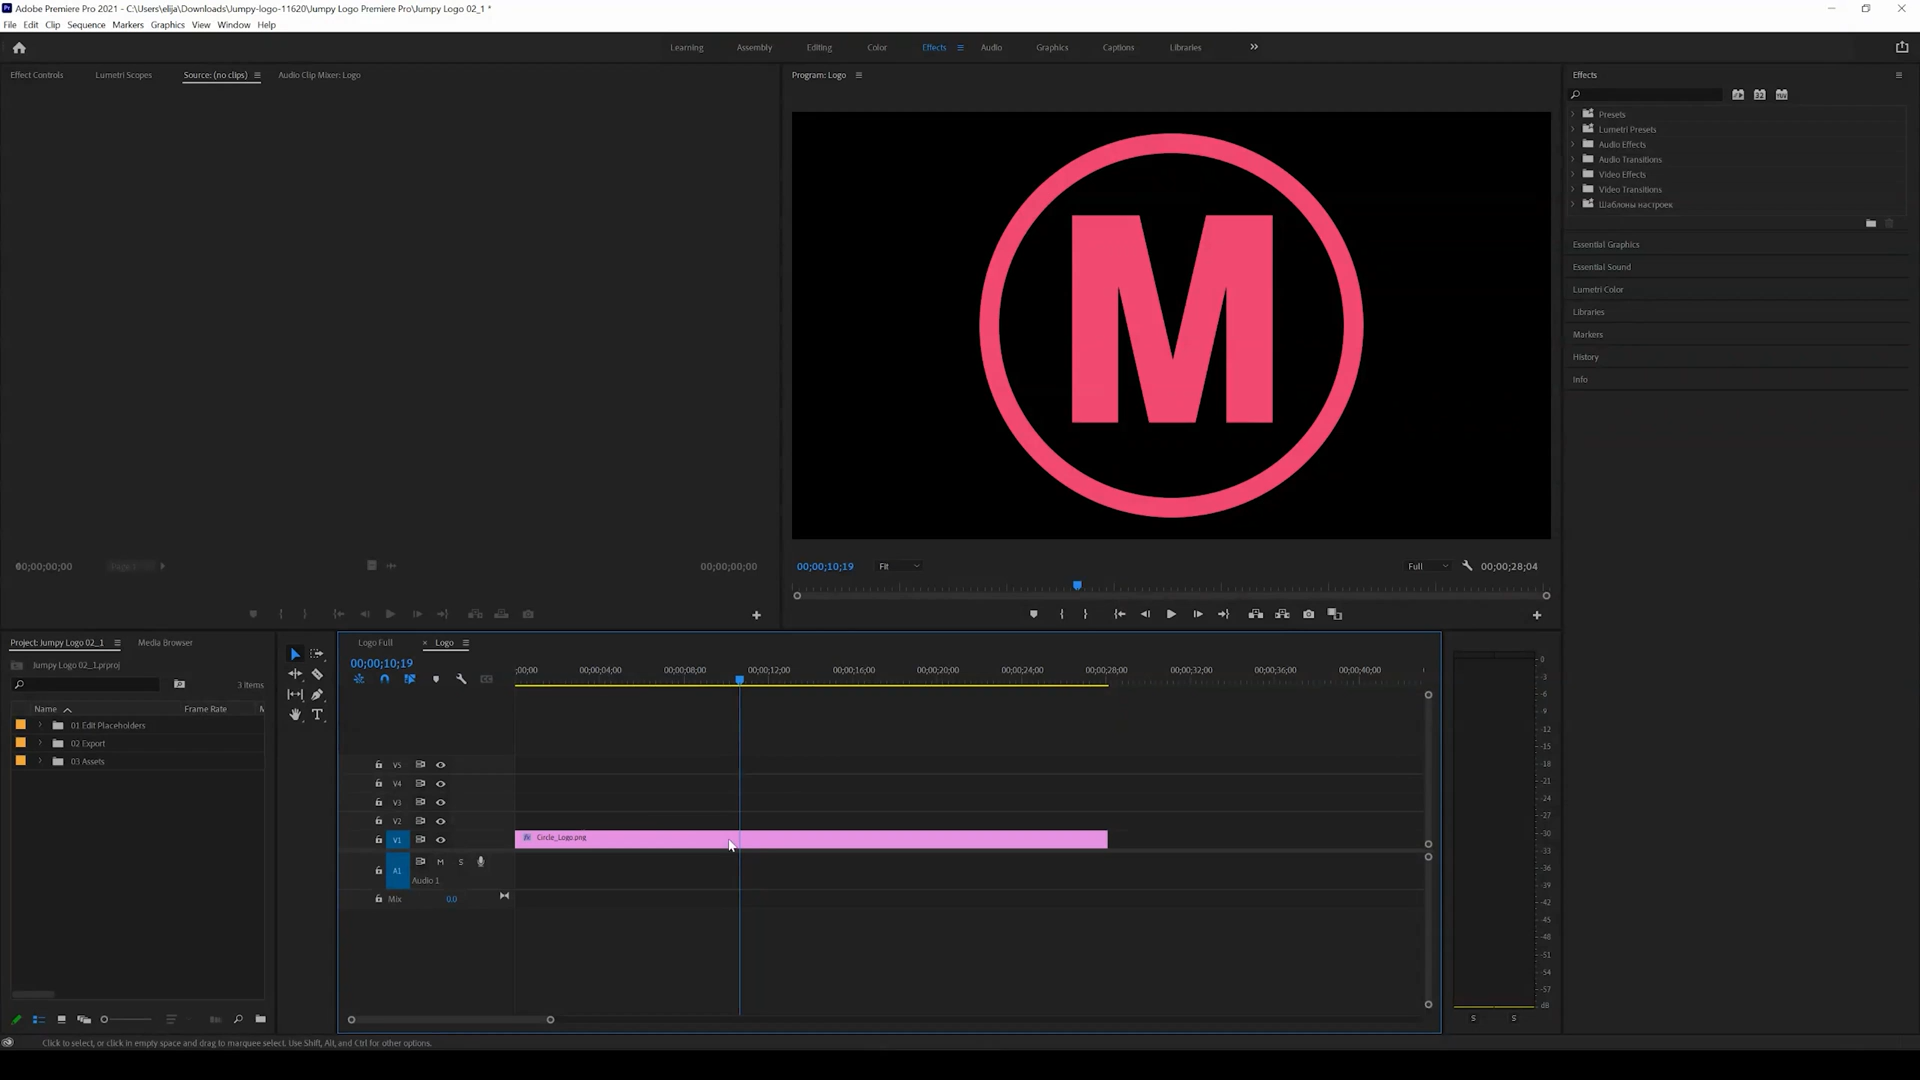 Adobe Premiere Pro 2021 - C:\Users\elija\Downloads\Jumpy-logo-11620\Jumpy Logo Premiere Pro\Jumpy Logo 02_1 *
File Edit Clip Sequence Markers Graphics View Window Help
Learning Assembly Editing Color Effects Audio Graphics Captions Libraries
Effect Controls Lumetri Scopes Source: (no clips) Audio Clip Mixer: Logo
Program: Logo
Effects
Presets
Lumetri Presets
Audio Effects
Audio Transitions
Video Effects
Video Transitions
Шаблоны настроек
Essential Graphics
Essential Sound
Lumetri Color
Libraries
Markers
History
Info
M
00;00;00;00 00;00;00;00
00;00;10;19 Fit Full 00;00;28;04
Project: Jumpy Logo 02_1 Media Browser
Jumpy Logo 02_1.prproj
3 items
Name Frame Rate M
01 Edit Placeholders
02 Export
03 Assets
Logo Full × Logo
00;00;10;19
;00;00 00;00;04;00 00;00;08;00 00;00;12;00 00;00;16;00 00;00;20;00 00;00;24;00 00;00;28;00 00;00;32;00 00;00;36;00 00;00;40;00
V5
V4
V3
V2
V1 fx Circle_Logo.png
A1 M S
Audio 1
Mix 0.0
0
-3
-6
-9
-12
-15
-18
-21
-24
-27
-30
-33
-36
-39
-42
-45
-48
-51
-54
-57
dB
S S
Click to select, or click in empty space and drag to marquee select. Use Shift, Alt, and Ctrl for other options.